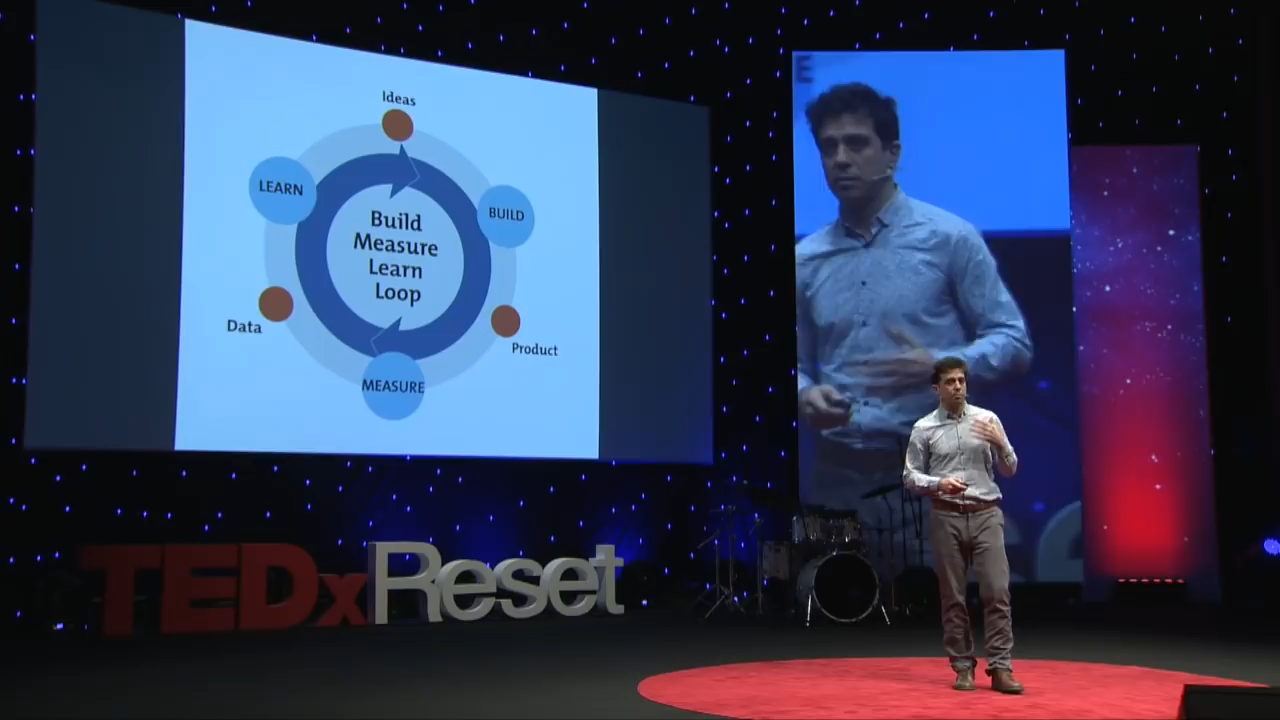 Ideas
LEARN
BUILD
Build
Measure
Learn
Loop
Data
Product
MEASURE
E
TEDxReset